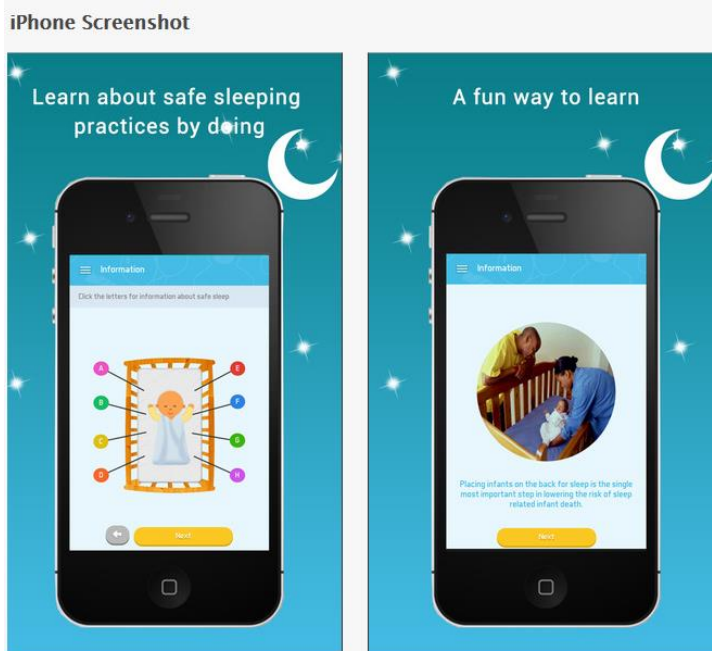 iPhone Screenshot
Learn about safe sleeping
practices by doing
Information
Click the letters for information about safe sleep
A
E
B
F
C
G
D
H
Next
A fun way to learn
Information
Placing infants on the back for sleep is the single
most important step in lowering the risk of sleep
related infant death.
Next